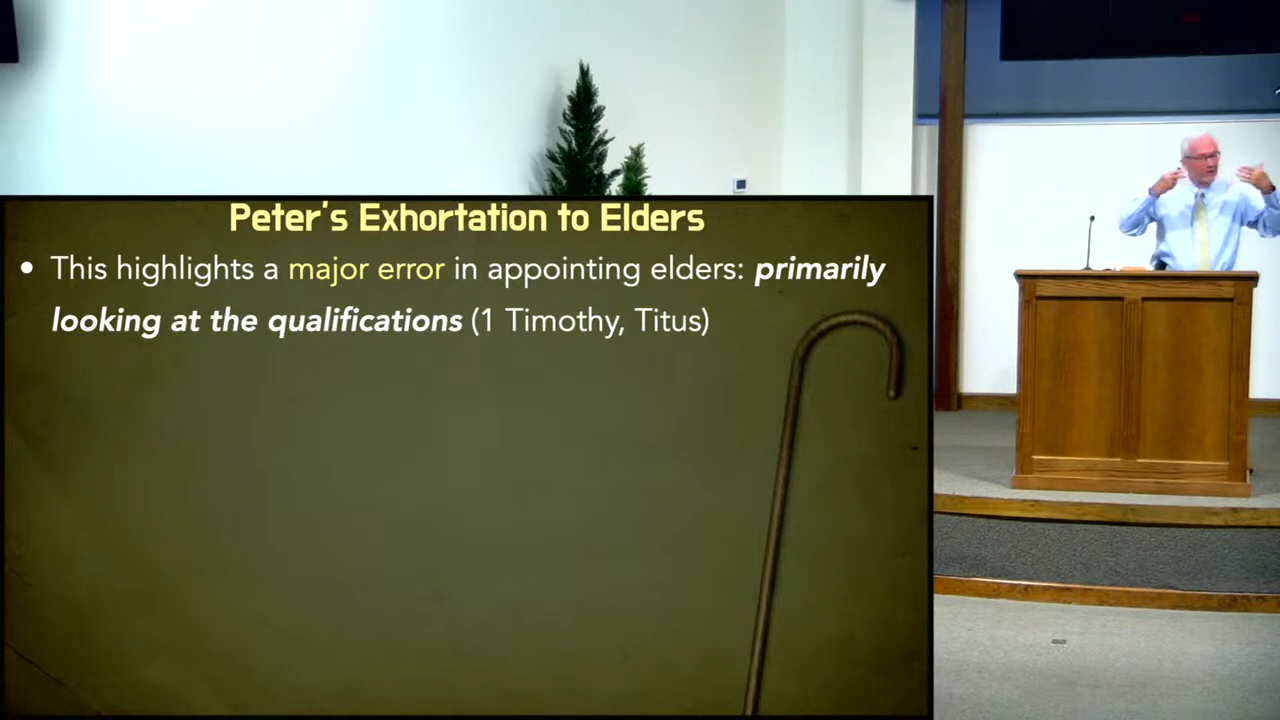 Peter's Exhortation to Elders
• This highlights a major error in appointing elders: primarily
looking at the qualifications (1 Timothy, Titus)